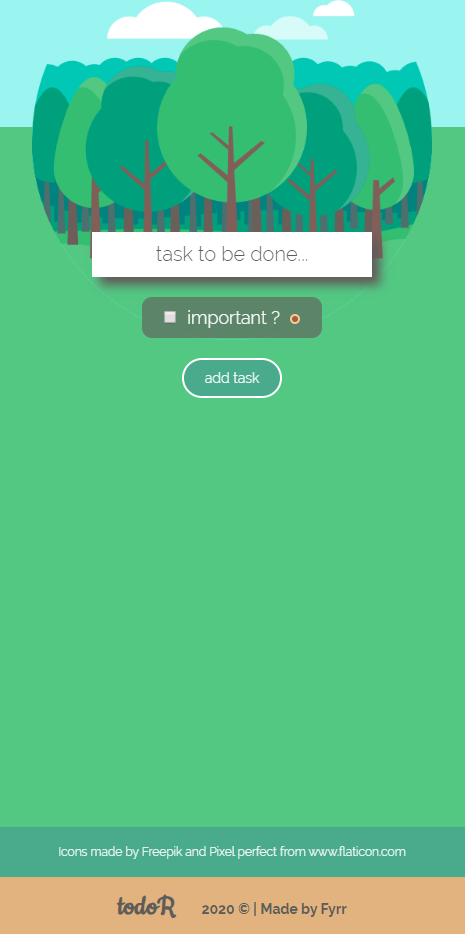 task to be done...
important ?
add task
Icons made by Freepik and Pixel perfect from www.flaticon.com
todoR 2020 © | Made by Fyrr